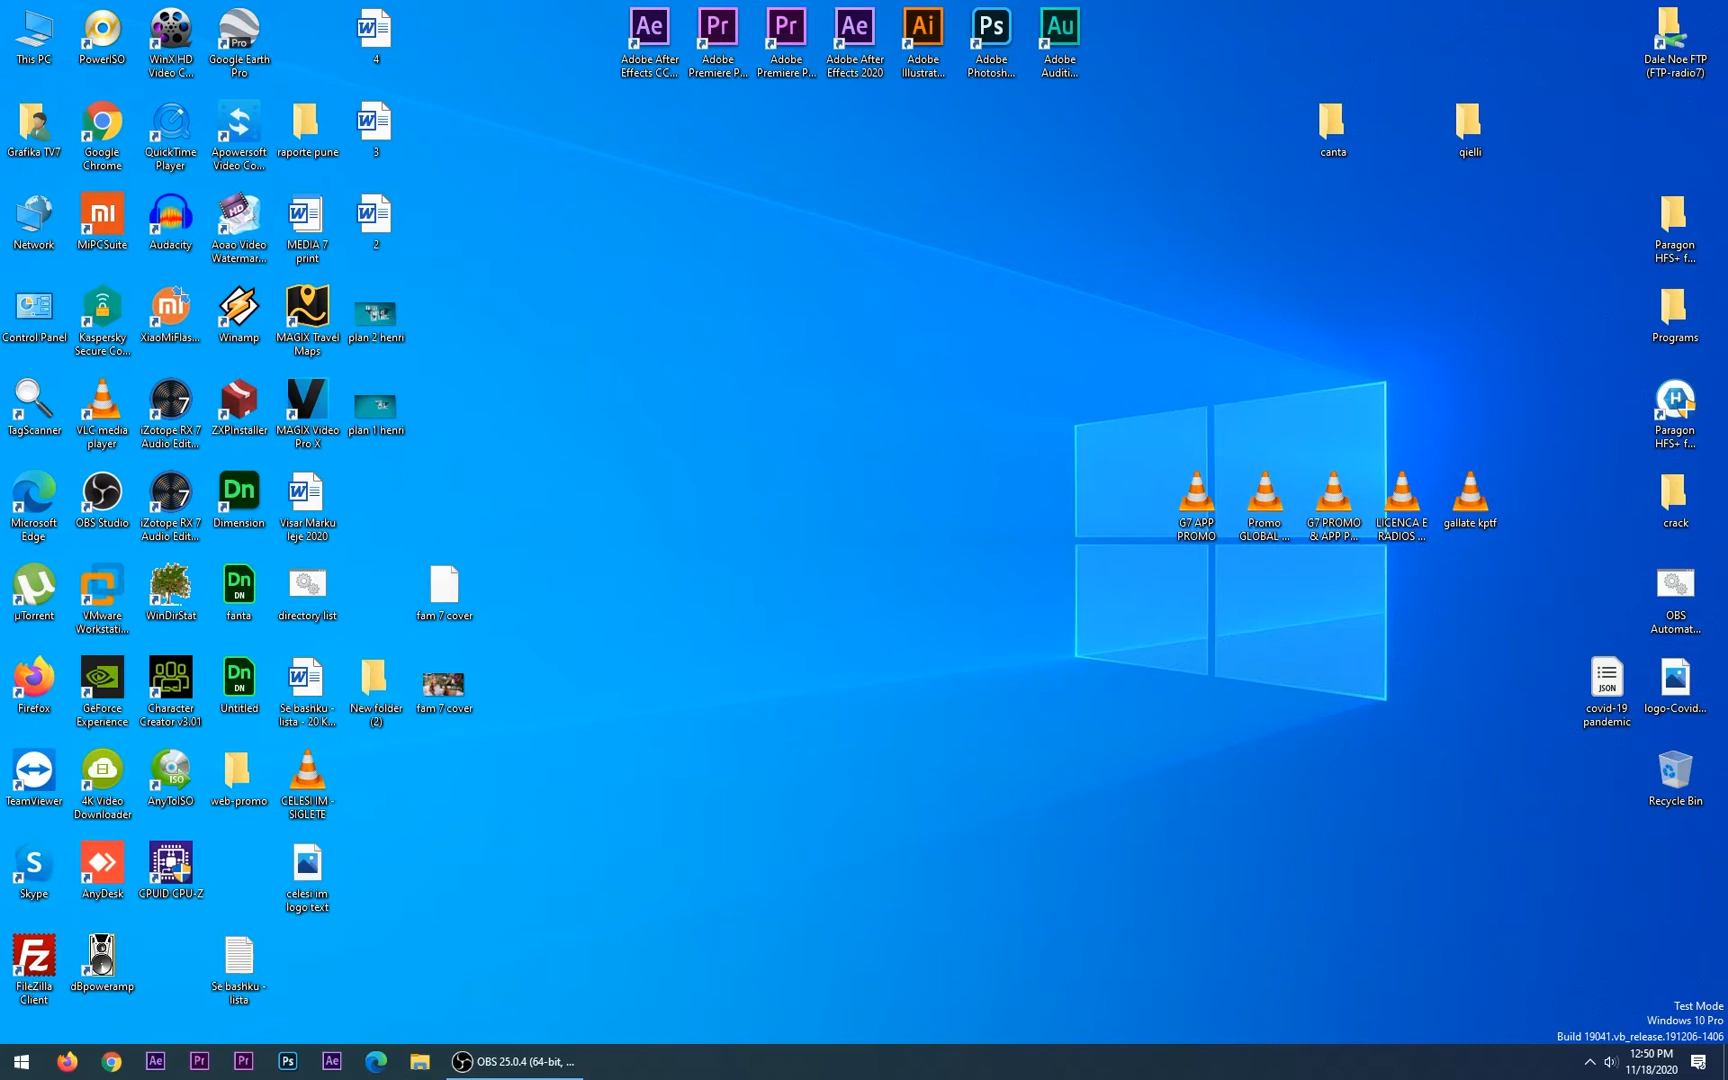 This PC
PowerISO
WinX HD
Video C...
Google Earth
Pro
4
Adobe After
Effects CC...
Adobe
Premiere P...
Adobe
Premiere P...
Adobe After
Effects 2020
Adobe
Illustrat...
Adobe
Photosh...
Adobe
Auditi...
Dale Noe FTP
(FTP-radio7)
Grafika TV7
Google
Chrome
QuickTime
Player
Apowersoft
Video Co...
raporte pune
3
canta
qielli
Network
MiPCSuite
Audacity
Aoao Video
Watermar...
MEDIA 7
print
2
Paragon
HFS+ f...
Control Panel
Kaspersky
Secure Co...
XiaoMiFlas...
Winamp
MAGIX Travel
Maps
plan 2 henri
Programs
TagScanner
VLC media
player
iZotope RX 7
Audio Edit...
ZXPInstaller
MAGIX Video
Pro X
plan 1 henri
Paragon
HFS+ f...
Microsoft
Edge
OBS Studio
iZotope RX 7
Audio Edit...
Dimension
Visar Marku
leje 2020
G7 APP
PROMO
Promo
GLOBAL ...
G7 PROMO
& APP P...
LICENCA E
RADIOS ...
gallate kptf
crack
µTorrent
VMware
Workstati...
WinDirStat
fanta
directory list
fam 7 cover
OBS
Automat...
Firefox
GeForce
Experience
Character
Creator v3.01
Untitled
Se bashku -
lista - 20 K...
New folder
(2)
fam 7 cover
covid-19
pandemic
logo-Covid...
TeamViewer
4K Video
Downloader
AnyToISO
web-promo
CELESI IM -
SIGLETE
Recycle Bin
Skype
AnyDesk
CPUID CPU-Z
celesi im
logo text
FileZilla
Client
dBpoweramp
Se bashku -
lista
Test Mode
Windows 10 Pro
Build 19041.vb_release.191206-1406
OBS 25.0.4 (64-bit, ...
12:50 PM
11/18/2020